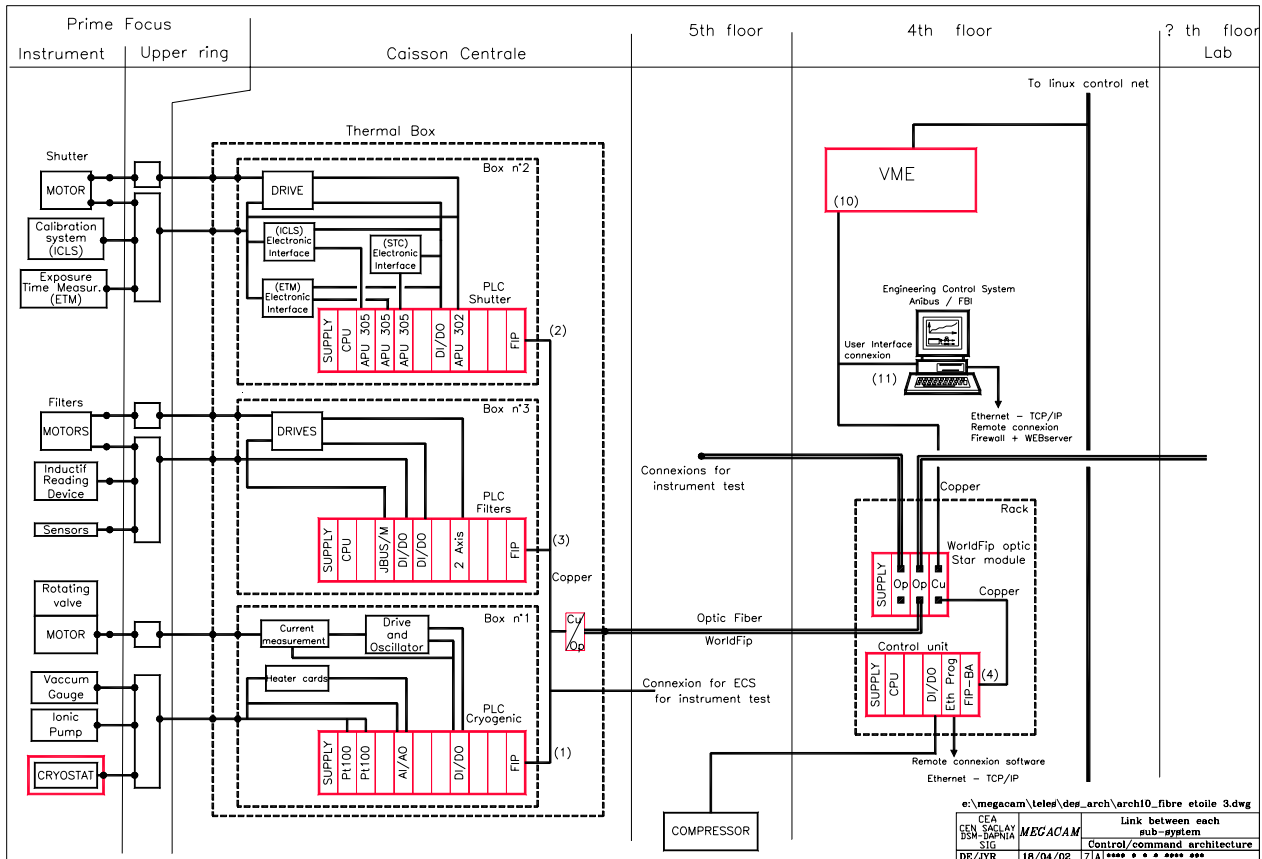 Prime Focus
Instrument
Upper ring
Caisson Centrale
5th floor
4th floor
? th floor
Lab
To linux control net
Thermal Box
Shutter
MOTOR
Calibration
system
(ICLS)
Exposure
Time Measur.
(ETM)
Box n°2
DRIVE
(ICLS)
Electronic
Interface
(STC)
Electronic
Interface
(ETM)
Electronic
Interface
PLC
Shutter
SUPPLY
CPU
APU 305
APU 305
APU 305
DI/DO
APU 302
FIP
(2)
VME
(10)
Engineering Control System
Anibus / FBI
User Interface
connexion
(11)
Ethernet - TCP/IP
Remote connexion
Firewall + WEBserver
Filters
MOTORS
Inductif
Reading
Device
Sensors
Box n°3
DRIVES
PLC
Filters
SUPPLY
CPU
JBUS/M
DI/DO
DI/DO
2 Axis
FIP
(3)
Copper
Connexions for
instrument test
Copper
Rack
WorldFip optic
Star module
SUPPLY
Op
Op
Cu
Copper
Rotating
valve
MOTOR
Vaccum
Gauge
Ionic
Pump
CRYOSTAT
Box n°1
Current
measurement
Drive
and
Oscillator
Heater cards
PLC
Cryogenic
SUPPLY
Pt100
Pt100
AI/AO
DI/DO
FIP
(1)
Cu
Op
Optic Fiber
WorldFip
Connexion for ECS
for instrument test
Control unit
SUPPLY
CPU
DI/DO
Eth Prog
FIP-BA
(4)
Remote connexion software
Ethernet - TCP/IP
COMPRESSOR
e:\megacam\teles\des_arch\arch10_fibre etoile 3.dwg
CEA
CEN SACLAY
DSM-DAPNIA
SIG
MEGACAM
Link between each
sub-system
Control/command architecture
DE/JYR
18/04/02
7
A